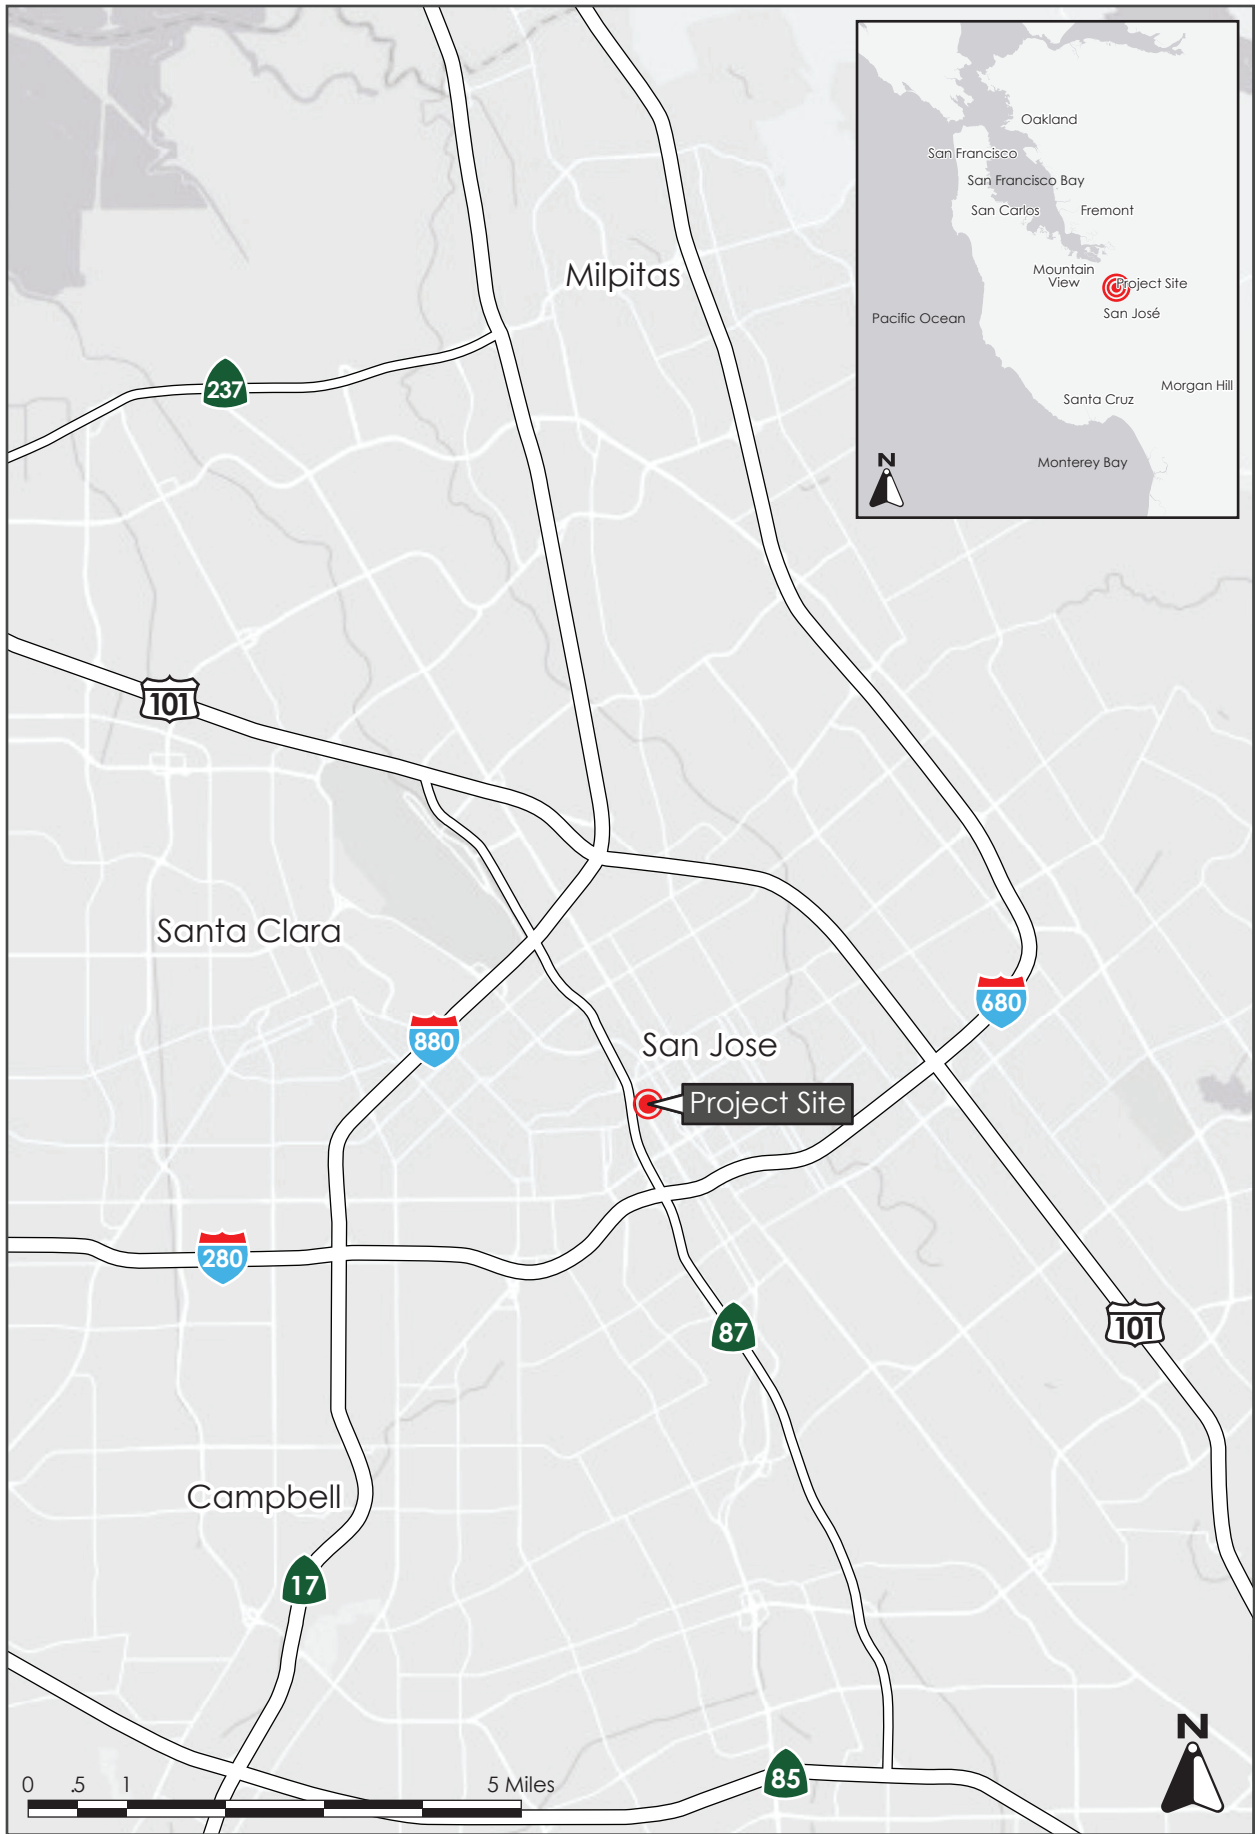 Oakland
San Francisco
San Francisco Bay
San Carlos
Fremont
Mountain
View
Project Site
San José
Pacific Ocean
Morgan Hill
Santa Cruz
Monterey Bay
N
Milpitas
237
101
Santa Clara
680
880
San Jose
Project Site
280
87
101
Campbell
17
N
85
0 .5 1 5 Miles